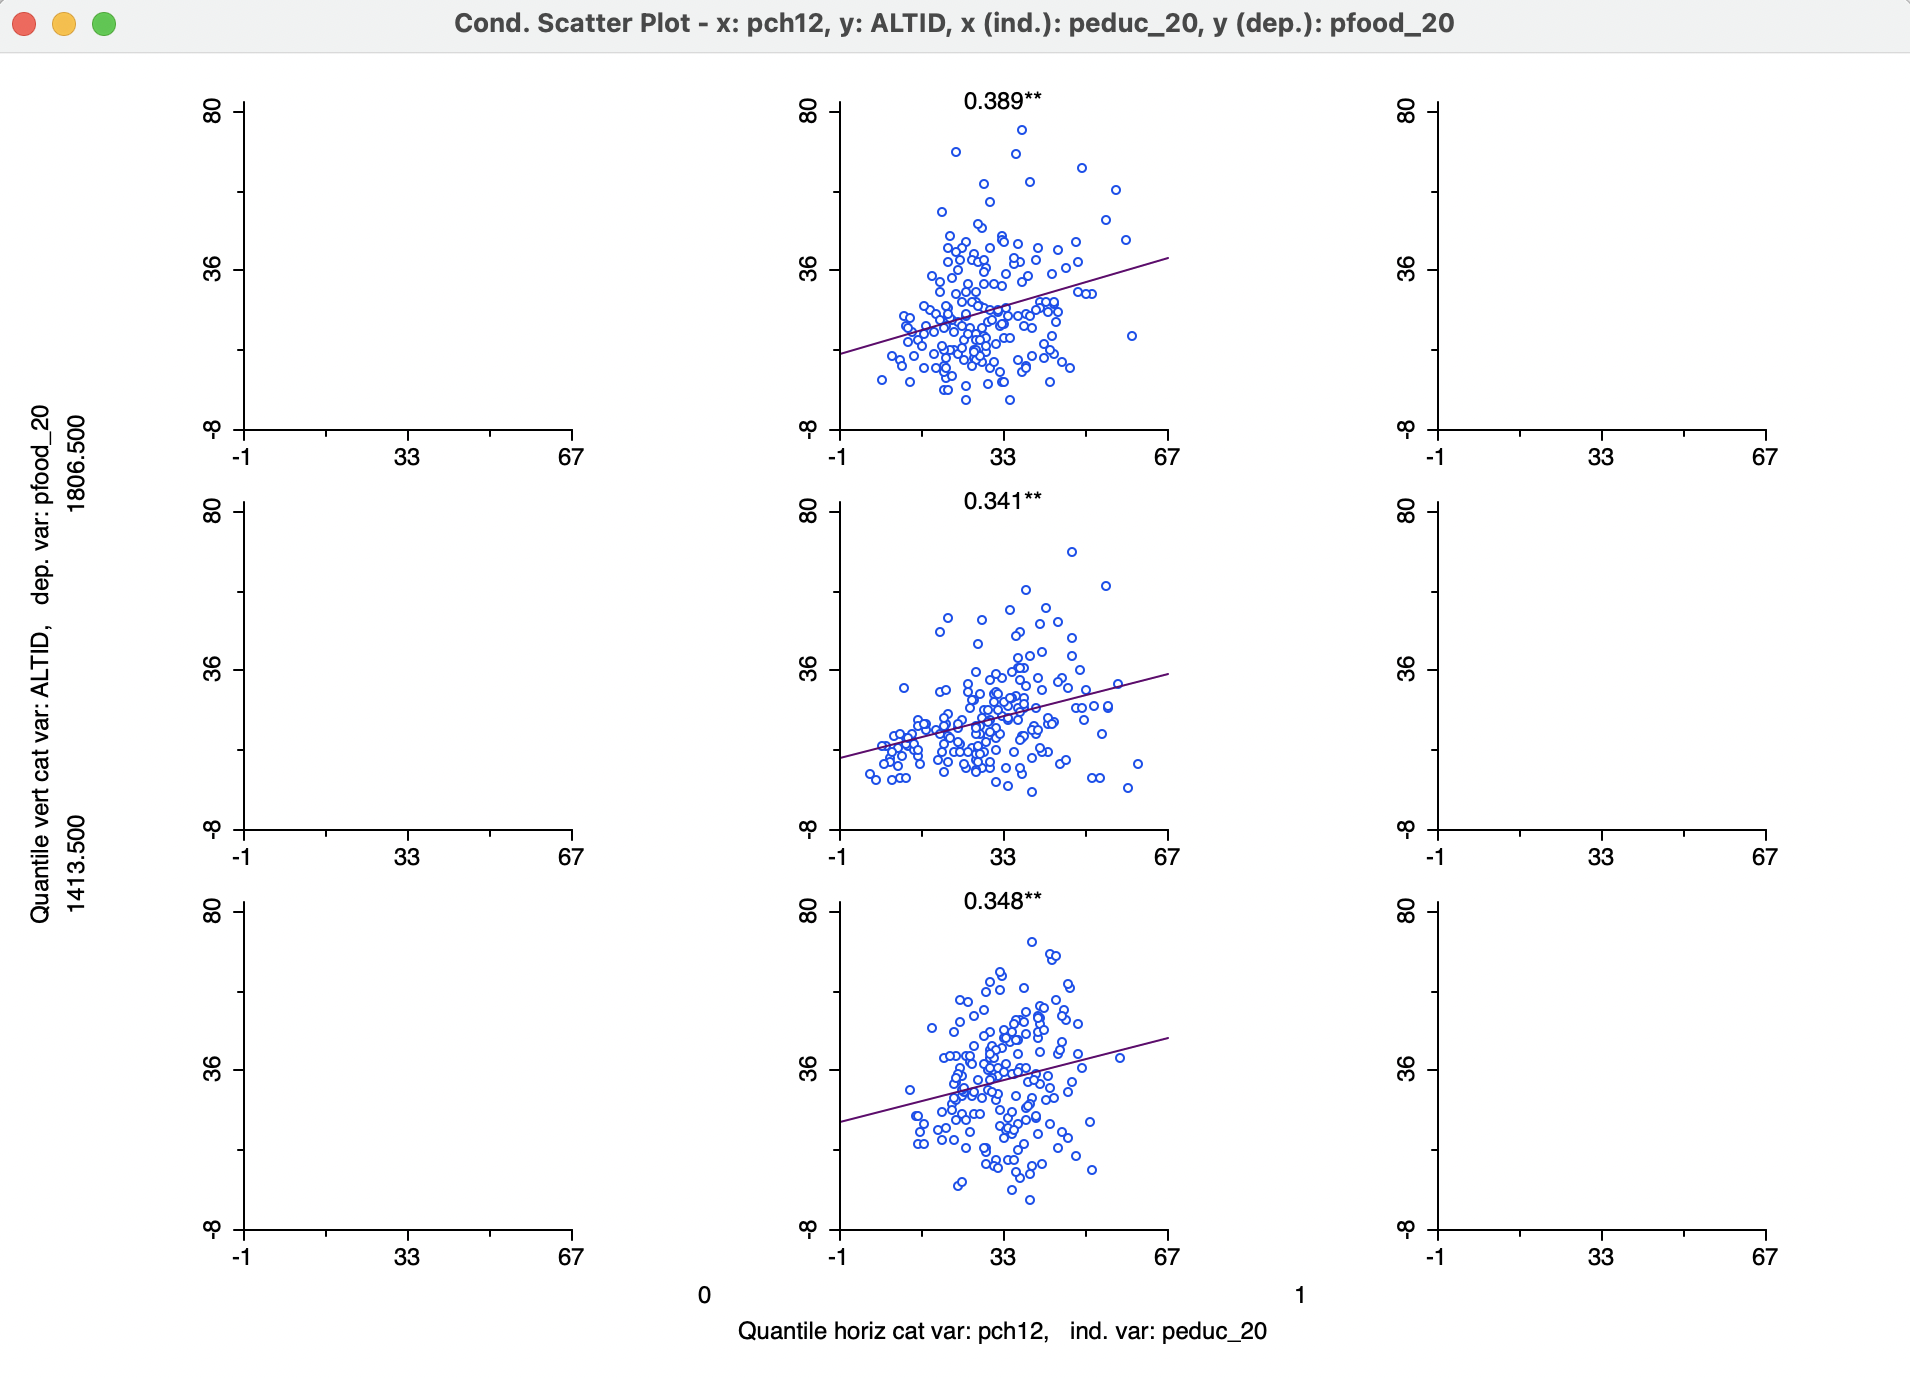 Cond. Scatter Plot - x: pch12, y: ALTID, x (ind.): peduc_20, y (dep.): pfood_20
80
36
-8
-1 33 67
0.389**
80
36
-8
-1 33 67
80
36
-8
-1 33 67
80
36
-8
-1 33 67
0.341**
80
36
-8
-1 33 67
80
36
-8
-1 33 67
80
36
-8
-1 33 67
0.348**
80
36
-8
-1 33 67
80
36
-8
-1 33 67
Quantile vert cat var: ALTID, dep. var: pfood_20
1413.500 1806.500
0 1
Quantile horiz cat var: pch12, ind. var: peduc_20